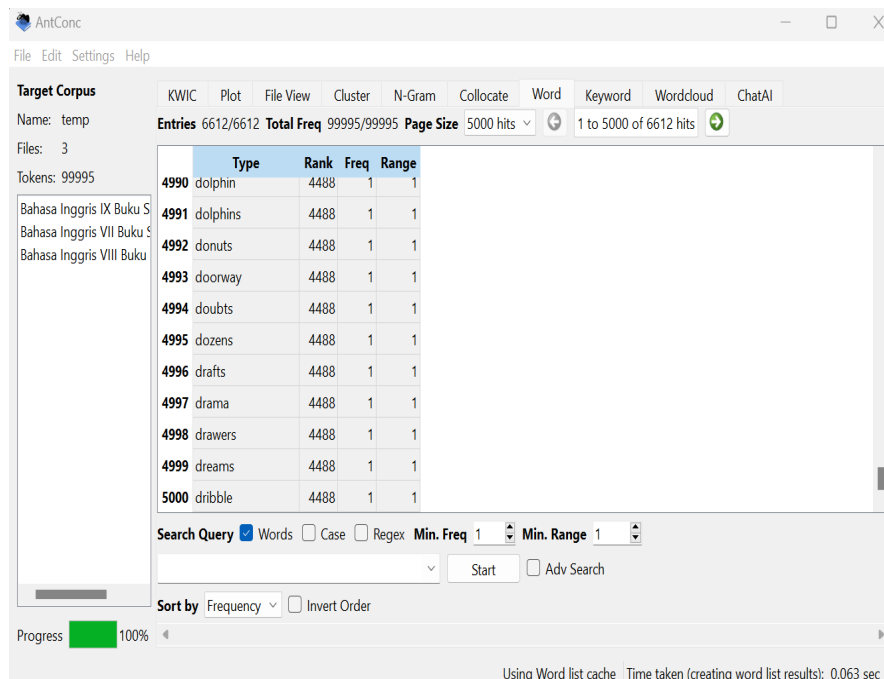 AntConc
File Edit Settings Help
Target Corpus
Name: temp
Files: 3
Tokens: 99995
Bahasa Inggris IX Buku S
Bahasa Inggris VII Buku S
Bahasa Inggris VIII Buku
Progress 100%
KWIC Plot File View Cluster N-Gram Collocate Word Keyword Wordcloud ChatAI
Entries 6612/6612 Total Freq 99995/99995 Page Size 5000 hits 1 to 5000 of 6612 hits
Type Rank Freq Range
4990 dolphin 4488 1 1
4991 dolphins 4488 1 1
4992 donuts 4488 1 1
4993 doorway 4488 1 1
4994 doubts 4488 1 1
4995 dozens 4488 1 1
4996 drafts 4488 1 1
4997 drama 4488 1 1
4998 drawers 4488 1 1
4999 dreams 4488 1 1
5000 dribble 4488 1 1
Search Query Words Case Regex Min. Freq 1 Min. Range 1
Start Adv Search
Sort by Frequency Invert Order
Using Word list cache Time taken (creating word list results): 0.063 sec